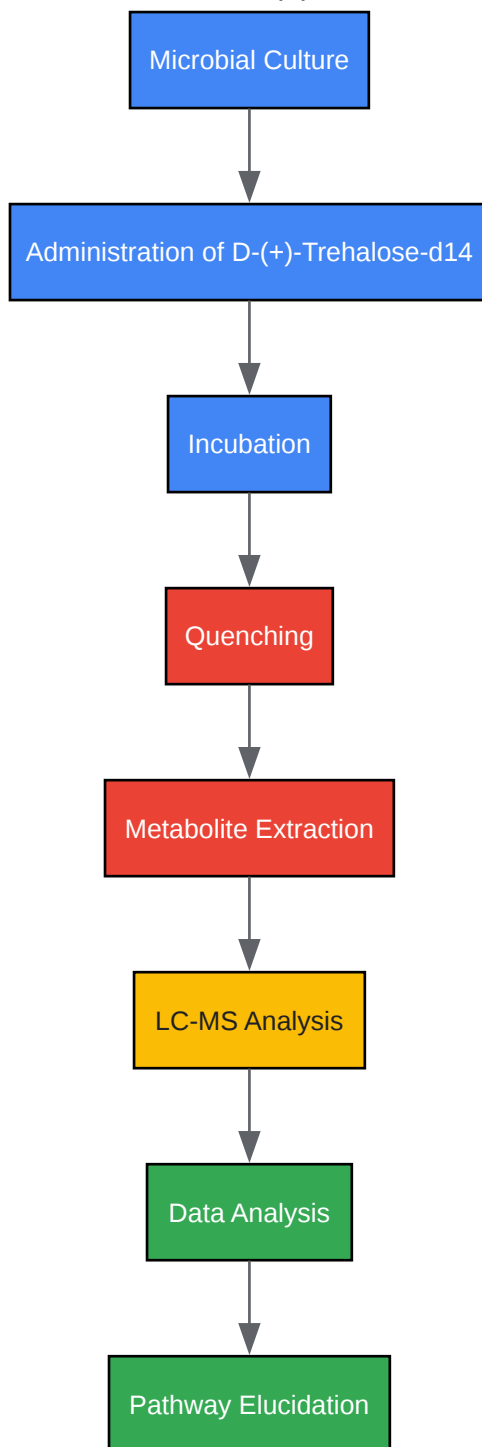 Microbial Culture
Administration of D-(+)-Trehalose-d14
Incubation
Quenching
Metabolite Extraction
LC-MS Analysis
Data Analysis
Pathway Elucidation